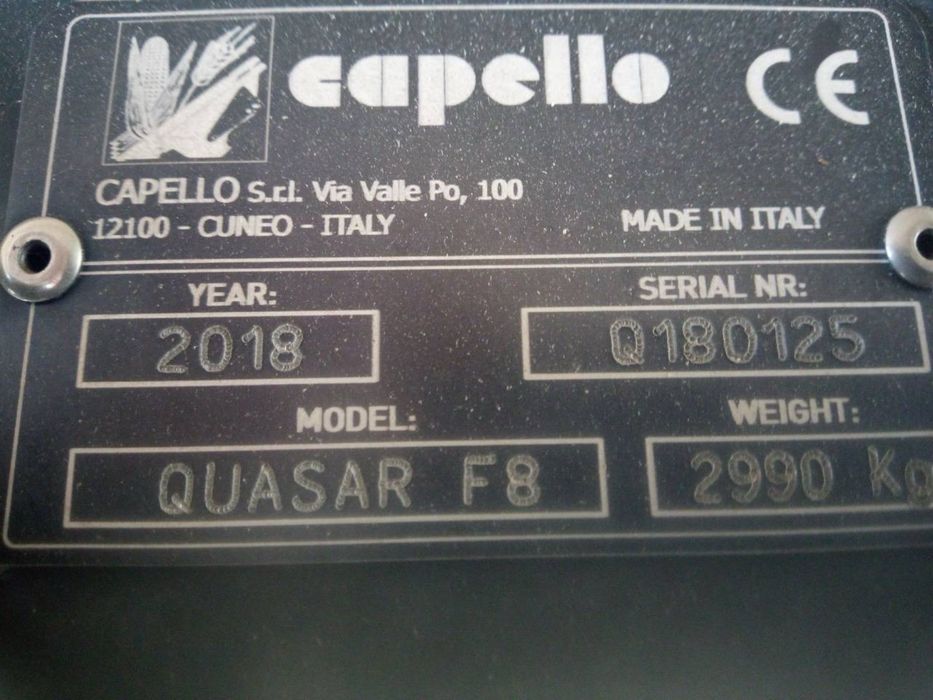 capello CE
CAPELLO S.r.l. Via Valle Po, 100
12100 - CUNEO - ITALY MADE IN ITALY
YEAR: SERIAL NR:
2018 Q180125
MODEL: WEIGHT:
QUASAR F8 2990 Kg